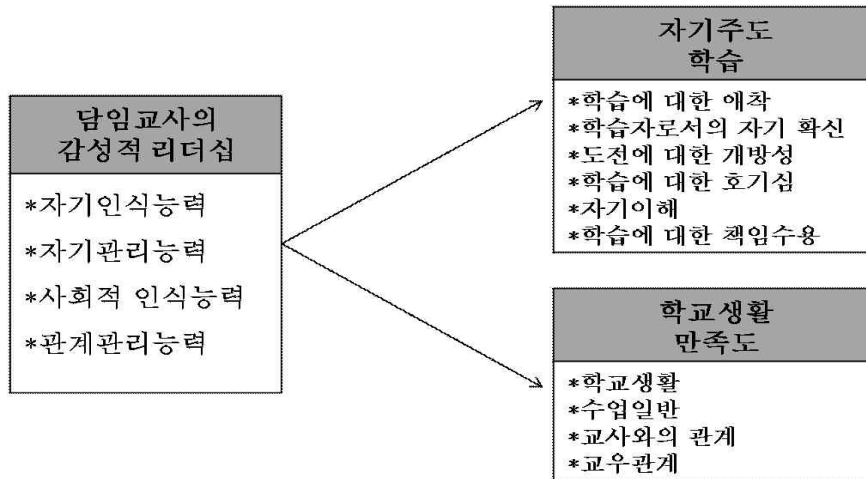 담임교사의
감성적 리더십
*자기인식능력
*자기관리능력
*사회적 인식능력
*관계관리능력
자기주도
학습
*학습에 대한 애착
*학습자로서의 자기 확신
*도전에 대한 개방성
*학습에 대한 호기심
*자기이해
*학습에 대한 책임수용
학교생활
만족도
*학교생활
*수업일반
*교사와의 관계
*교우관계